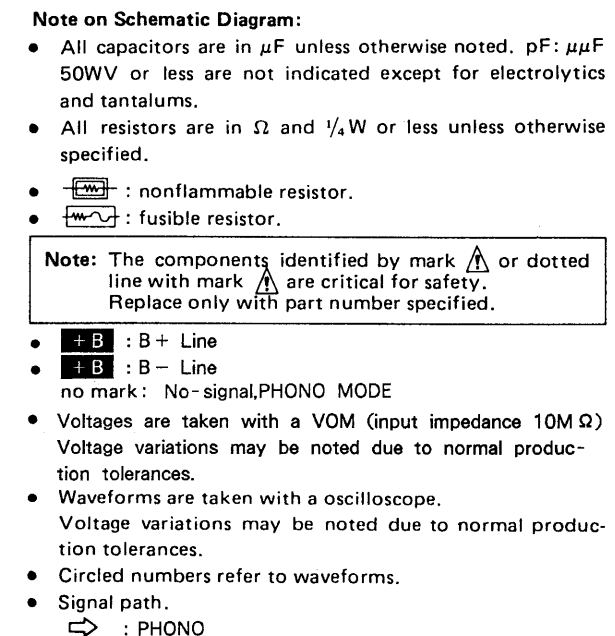 Note on Schematic Diagram:
● All capacitors are in μF unless otherwise noted. pF: μμF
50WV or less are not indicated except for electrolytics
and tantalums.
● All resistors are in Ω and ¼W or less unless otherwise
specified.
● : nonflammable resistor.
● : fusible resistor.
Note: The components identified by mark ⚠ or dotted
line with mark ⚠ are critical for safety.
Replace only with part number specified.
● +B : B+ Line
● +B : B− Line
no mark: No-signal,PHONO MODE
● Voltages are taken with a VOM (input impedance 10MΩ)
Voltage variations may be noted due to normal produc-
tion tolerances.
● Waveforms are taken with a oscilloscope.
Voltage variations may be noted due to normal produc-
tion tolerances.
● Circled numbers refer to waveforms.
● Signal path.
⇨ : PHONO